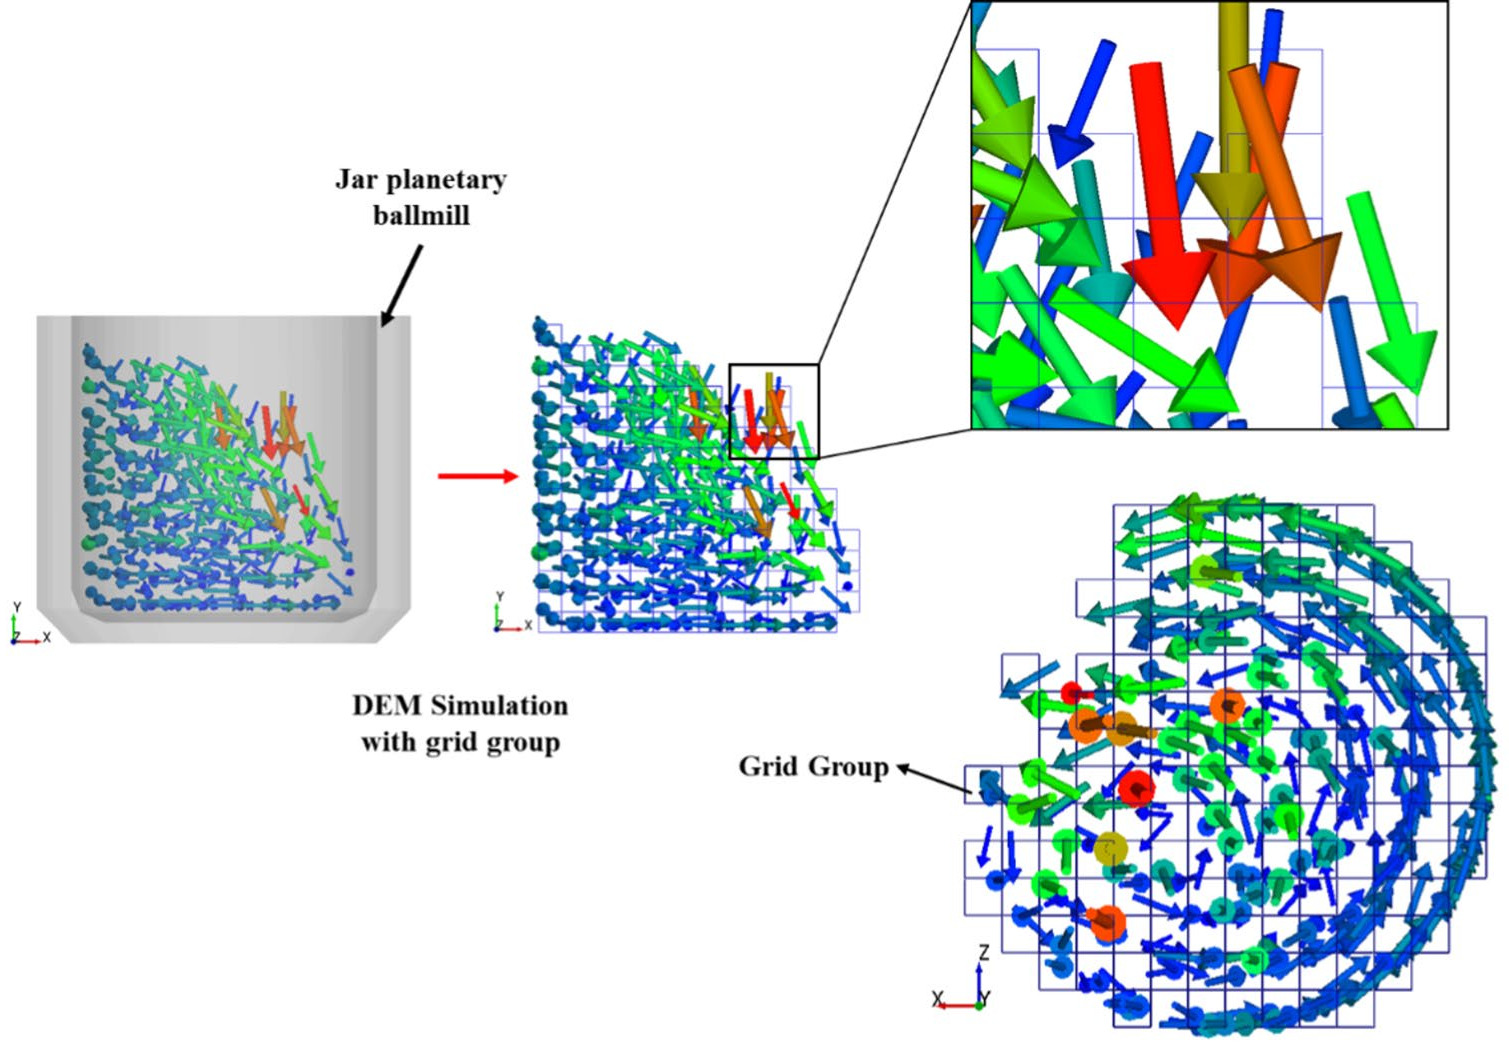 Jar planetary
ballmill
Y
Z
X
Y
Z
X
DEM Simulation
with grid group
Grid Group
Z
X
Y